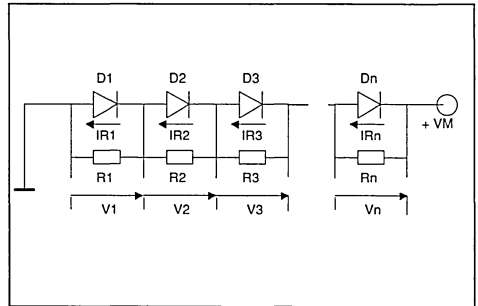 D1 D2 D3 Dn
IR1 IR2 IR3 IRn + VM
R1 R2 R3 Rn
V1 V2 V3 Vn